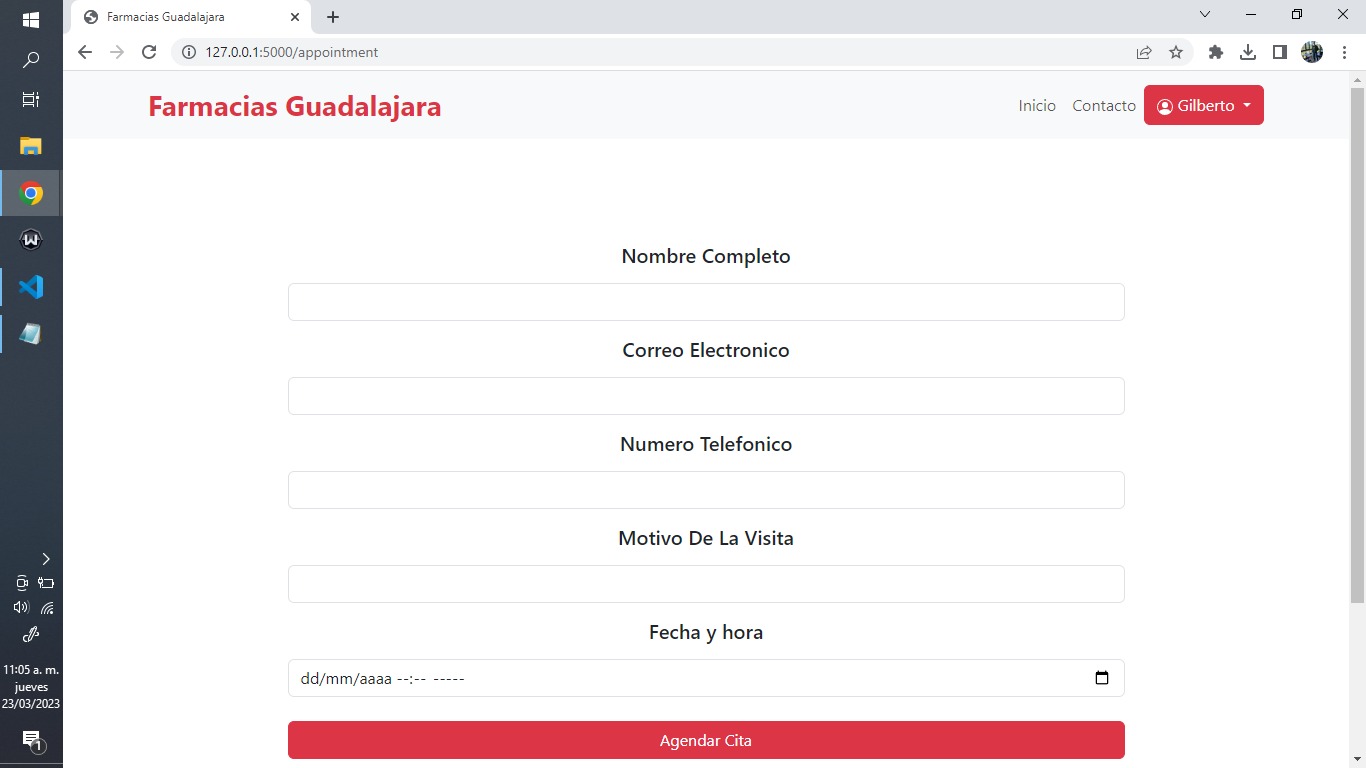 Farmacias Guadalajara
127.0.0.1:5000/appointment
Farmacias Guadalajara
Inicio
Contacto
Gilberto
Nombre Completo
Correo Electronico
Numero Telefonico
Motivo De La Visita
Fecha y hora
dd/mm/aaaa --:-- -----
Agendar Cita
11:05 a. m.
jueves
23/03/2023
1